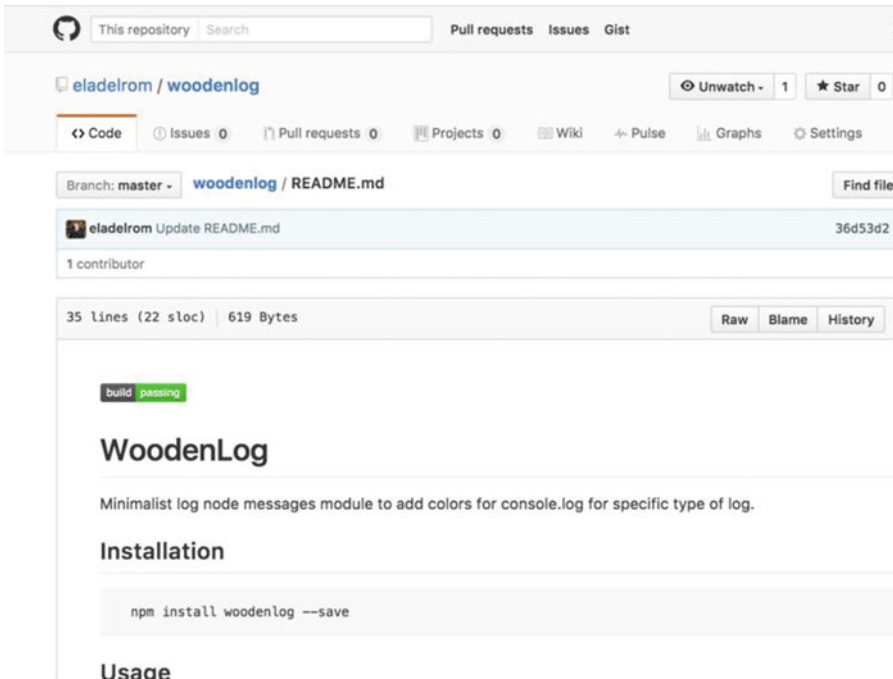 This repository Search Pull requests Issues Gist
eladelrom / woodenlog Unwatch 1 Star 0
Code Issues 0 Pull requests 0 Projects 0 Wiki Pulse Graphs Settings
Branch: master woodenlog / README.md Find file
eladelrom Update README.md 36d53d2
1 contributor
35 lines (22 sloc) 619 Bytes Raw Blame History
build passing
WoodenLog
Minimalist log node messages module to add colors for console.log for specific type of log.
Installation
npm install woodenlog --save
Usage